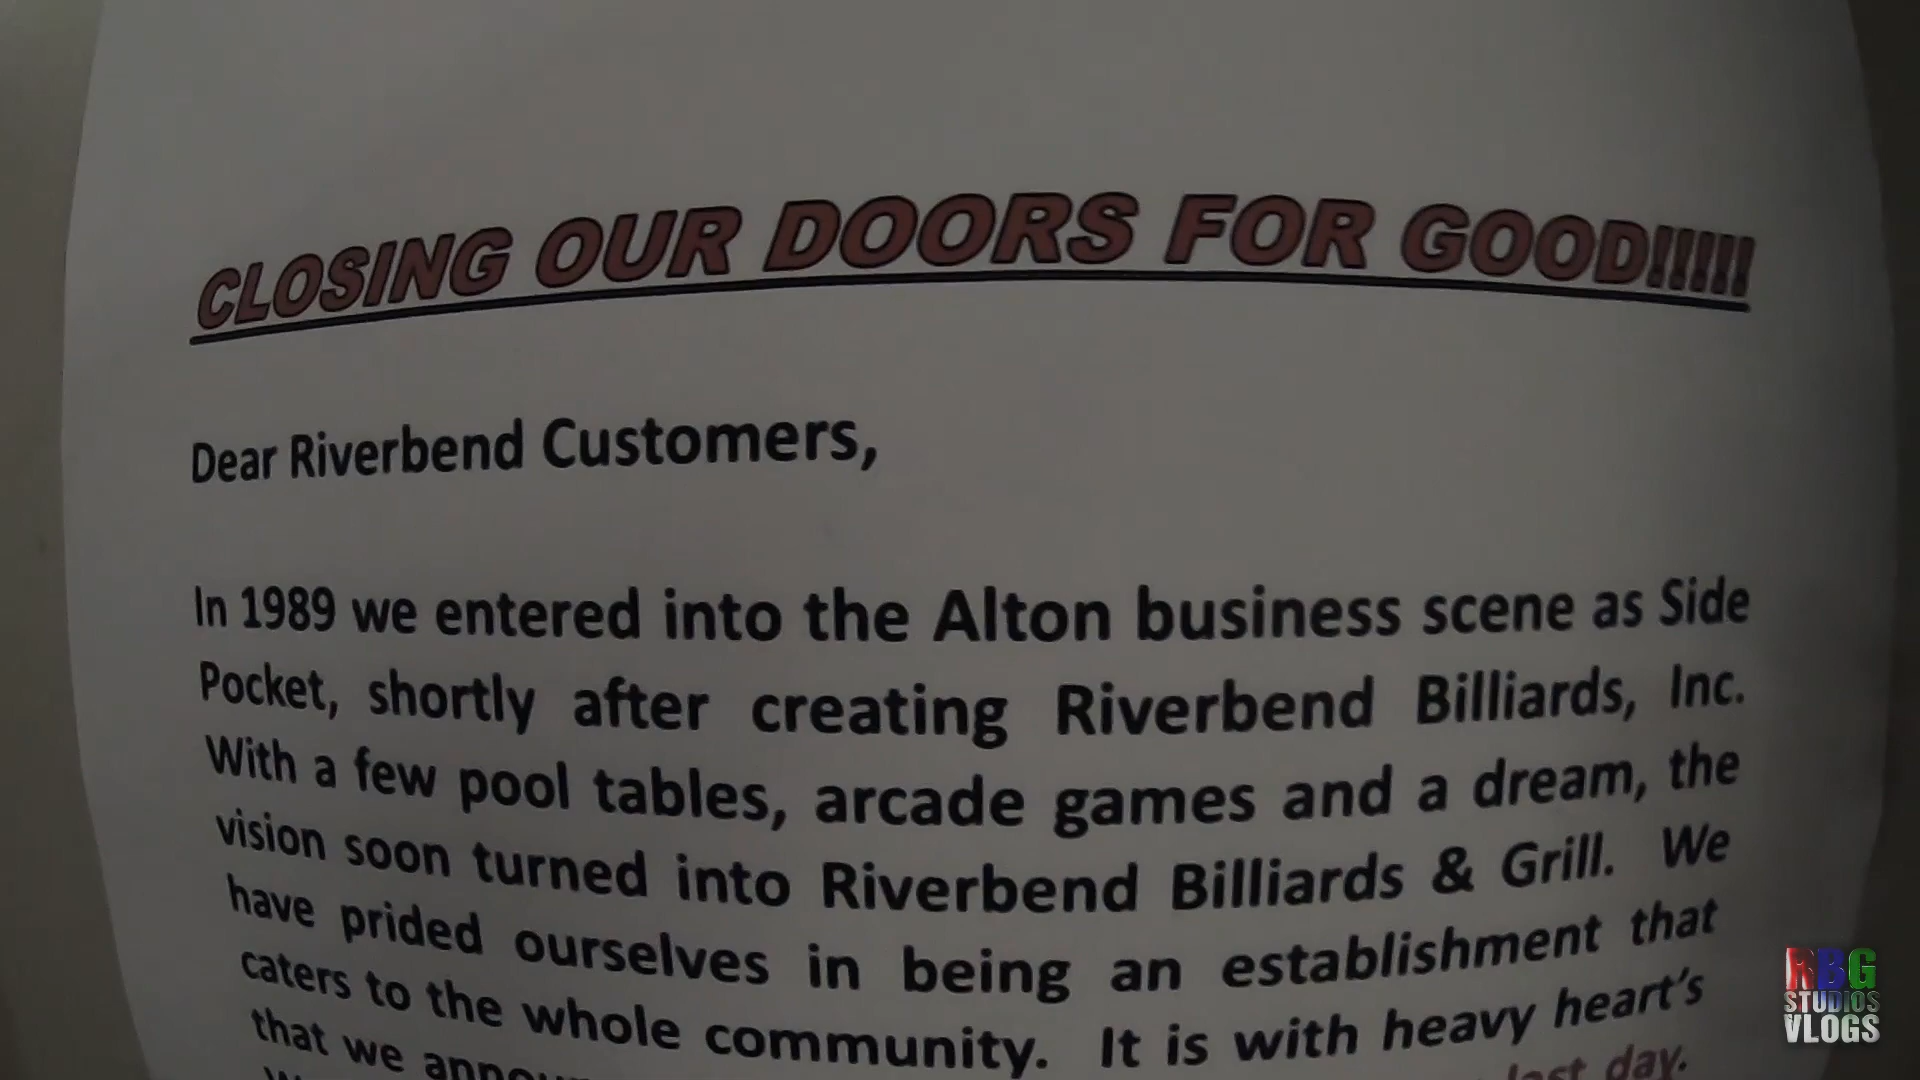 CLOSING OUR DOORS FOR GOOD!!!!!
Dear Riverbend Customers,
In 1989 we entered into the Alton business scene as Side
Pocket, shortly after creating Riverbend Billiards, Inc.
With a few pool tables, arcade games and a dream, the
vision soon turned into Riverbend Billiards & Grill. We
have prided ourselves in being an establishment that
caters to the whole community. It is with heavy heart's
that we last day.
RBG
STUDIOS
VLOGS